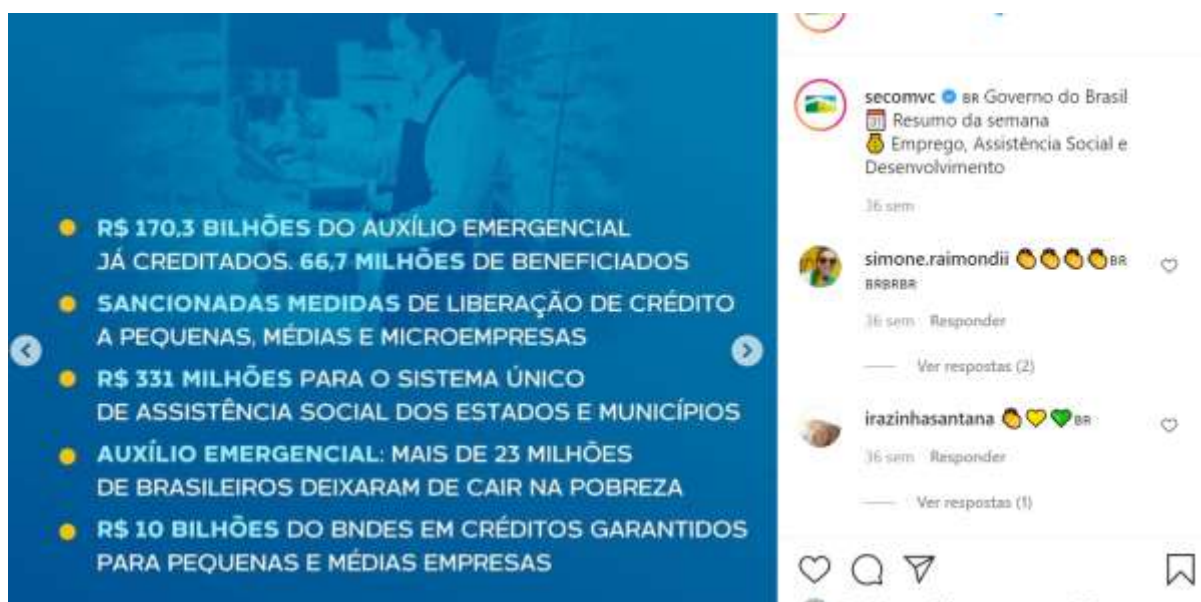 R$ 170,3 BILHÕES DO AUXÍLIO EMERGENCIAL
JÁ CREDITADOS. 66,7 MILHÕES DE BENEFICIADOS
SANCIONADAS MEDIDAS DE LIBERAÇÃO DE CRÉDITO
A PEQUENAS, MÉDIAS E MICROEMPRESAS
R$ 331 MILHÕES PARA O SISTEMA ÚNICO
DE ASSISTÊNCIA SOCIAL DOS ESTADOS E MUNICÍPIOS
AUXÍLIO EMERGENCIAL: MAIS DE 23 MILHÕES
DE BRASILEIROS DEIXARAM DE CAIR NA POBREZA
R$ 10 BILHÕES DO BNDES EM CRÉDITOS GARANTIDOS
PARA PEQUENAS E MÉDIAS EMPRESAS
secomvc BR Governo do Brasil
31 Resumo da semana
Emprego, Assistência Social e
Desenvolvimento
36 sem
simone.raimondii BR
BRBRBR
36 sem Responder
Ver respostas (2)
irazinhasantana BR
36 sem Responder
Ver respostas (1)